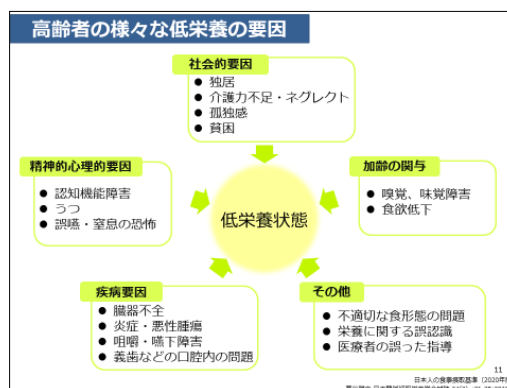 高齢者の様々な低栄養の要因
社会的要因
● 独居
● 介護力不足・ネグレクト
● 孤独感
● 貧困
精神的心理的要因
● 認知機能障害
● うつ
● 誤嚥・窒息の恐怖
加齢の関与
● 嗅覚、味覚障害
● 食欲低下
低栄養状態
疾病要因
● 臓器不全
● 炎症・悪性腫瘍
● 咀嚼・嚥下障害
● 義歯などの口腔内の問題
その他
● 不適切な食形態の問題
● 栄養に関する誤認識
● 医療者の誤った指導
11
日本人の食事摂取基準（2020年